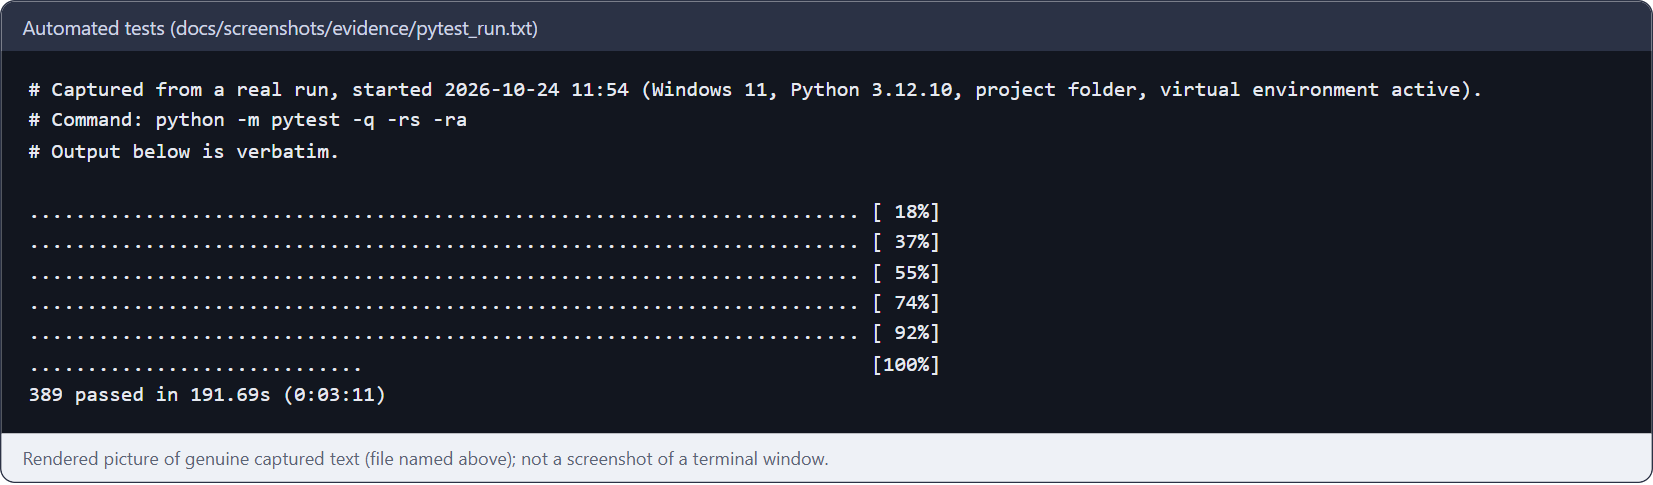 Automated tests (docs/screenshots/evidence/pytest_run.txt)
# Captured from a real run, started 2026-10-24 11:54 (Windows 11, Python 3.12.10, project folder, virtual environment active).
# Command: python -m pytest -q -rs -ra
# Output below is verbatim.
........................................................................ [ 18%]
........................................................................ [ 37%]
........................................................................ [ 55%]
........................................................................ [ 74%]
........................................................................ [ 92%]
.............................                                            [100%]
389 passed in 191.69s (0:03:11)
Rendered picture of genuine captured text (file named above); not a screenshot of a terminal window.